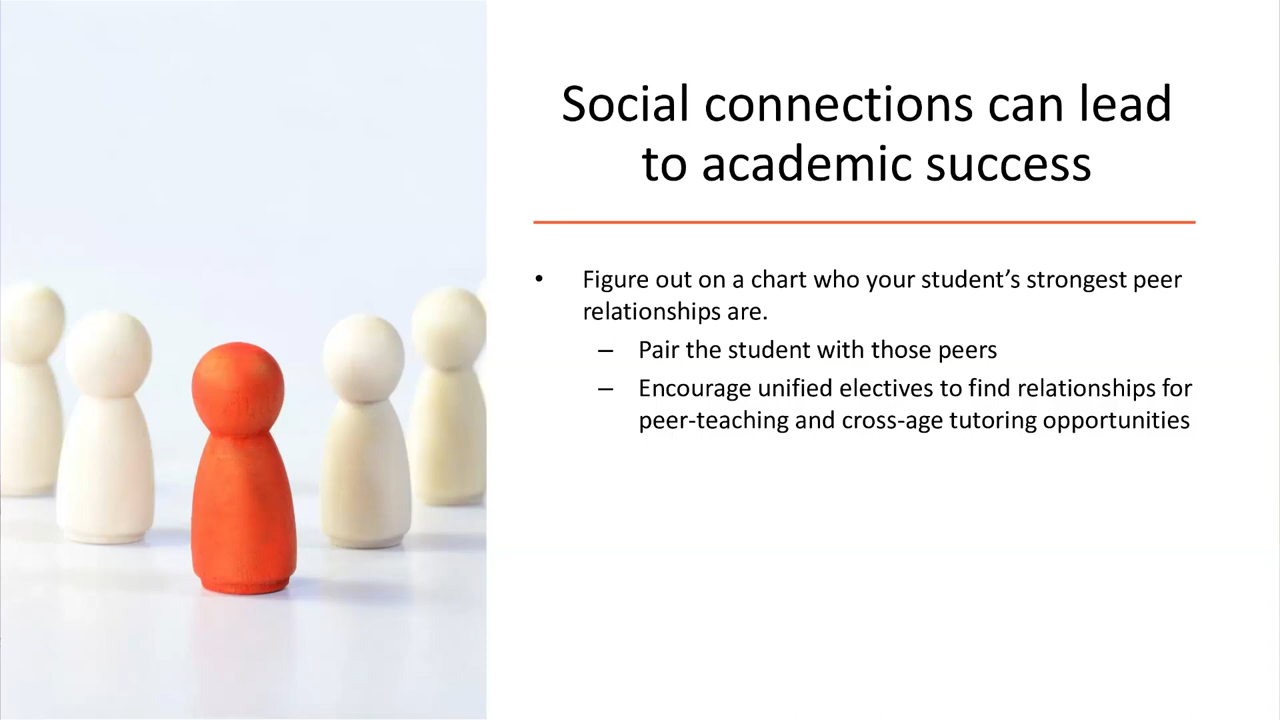 Social connections can lead
to academic success
• Figure out on a chart who your student’s strongest peer
relationships are.
– Pair the student with those peers
– Encourage unified electives to find relationships for
peer-teaching and cross-age tutoring opportunities